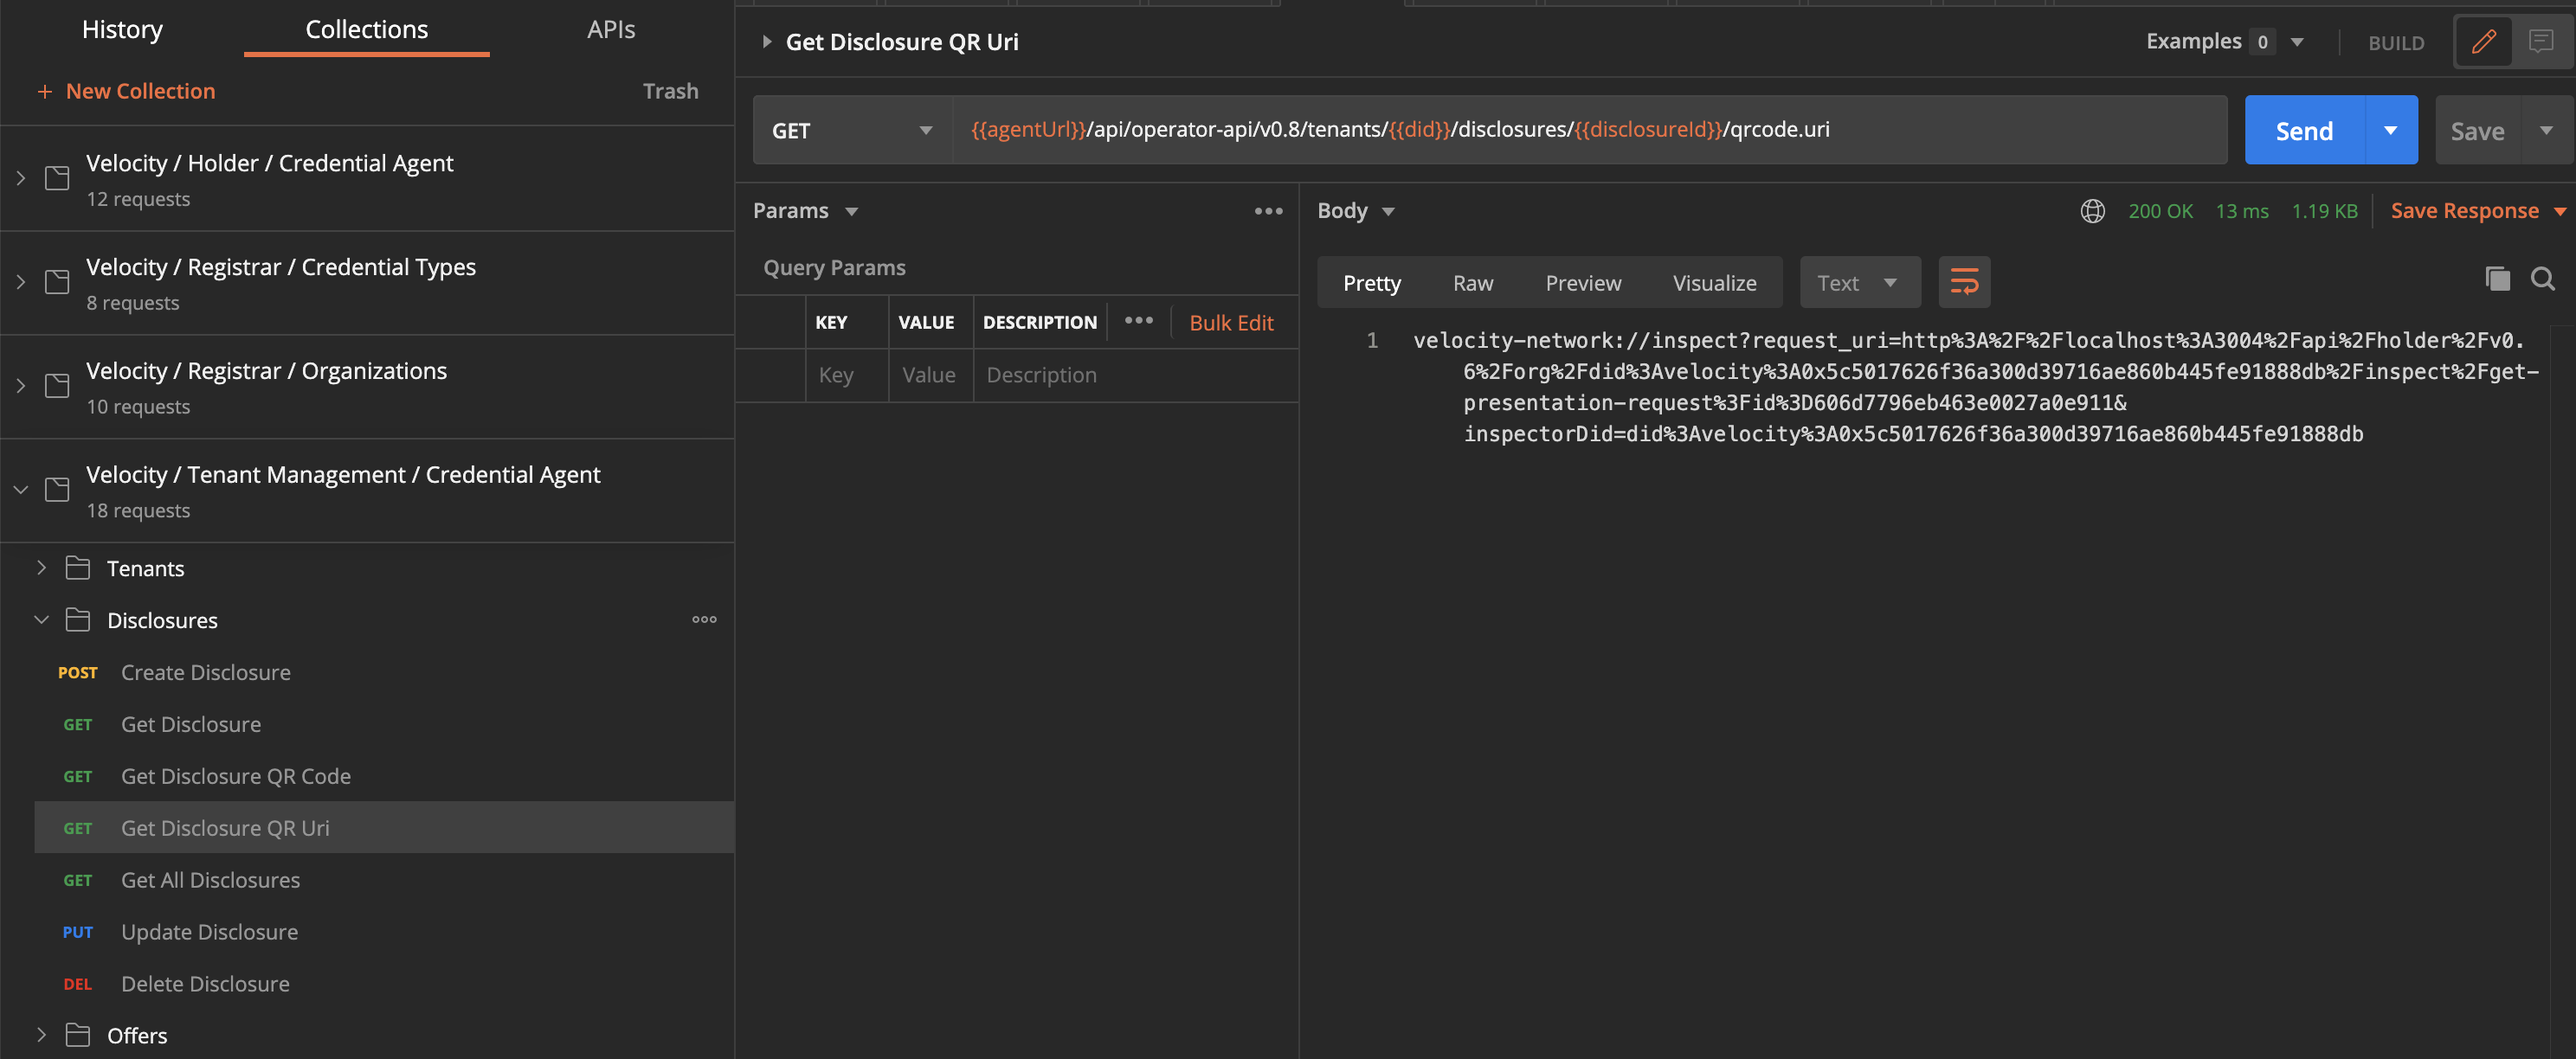 History
Collections
APIs
+ New Collection
Trash
Velocity / Holder / Credential Agent
12 requests
Velocity / Registrar / Credential Types
8 requests
Velocity / Registrar / Organizations
10 requests
Velocity / Tenant Management / Credential Agent
18 requests
Tenants
Disclosures
POST Create Disclosure
GET Get Disclosure
GET Get Disclosure QR Code
GET Get Disclosure QR Uri
GET Get All Disclosures
PUT Update Disclosure
DEL Delete Disclosure
Offers
Get Disclosure QR Uri
Examples 0
BUILD
GET
{{agentUrl}}/api/operator-api/v0.8/tenants/{{did}}/disclosures/{{disclosureId}}/qrcode.uri
Send
Save
Params
Query Params
KEY VALUE DESCRIPTION
Bulk Edit
Key Value Description
Body
200 OK 13 ms 1.19 KB
Save Response
Pretty Raw Preview Visualize
Text
1 velocity-network://inspect?request_uri=http%3A%2F%2Flocalhost%3A3004%2Fapi%2Fholder%2Fv0.
6%2Forg%2Fdid%3Avelocity%3A0x5c5017626f36a300d39716ae860b445fe91888db%2Finspect%2Fget-
presentation-request%3Fid%3D606d7796eb463e0027a0e911&
inspectorDid=did%3Avelocity%3A0x5c5017626f36a300d39716ae860b445fe91888db